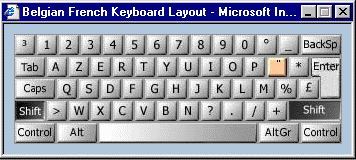 Belgian French Keyboard Layout - Microsoft In...
³ 1 2 3 4 5 6 7 8 9 0 ° _ BackSp
Tab A Z E R T Y U I O P ¨ * Enter
Caps Q S D F G H J K L M % £
Shift > W X C V B N ? . / + Shift
Control Alt AltGr Control